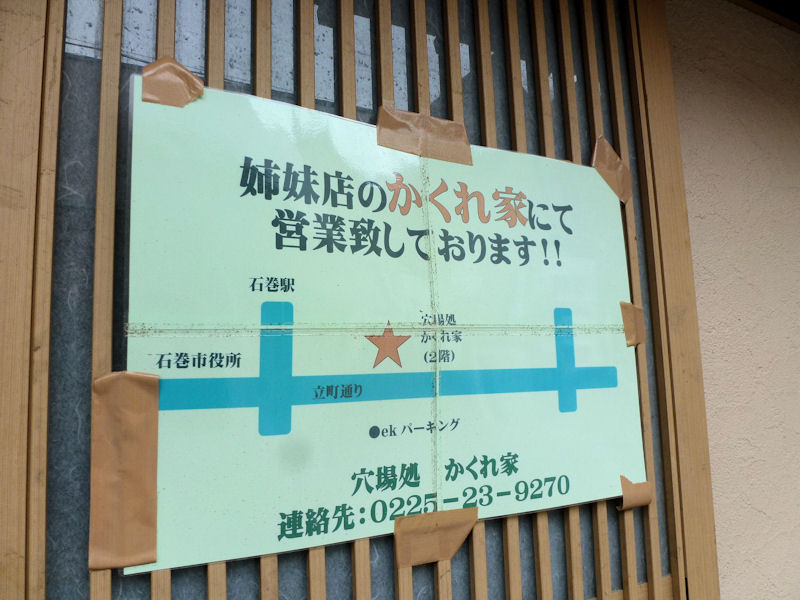 姉妹店のかくれ家にて
営業致しております!!
石巻駅
穴場処
かくれ家
(2階)
石巻市役所
立町通り
●ekパーキング
穴場処 かくれ家
連絡先:0225-23-9270